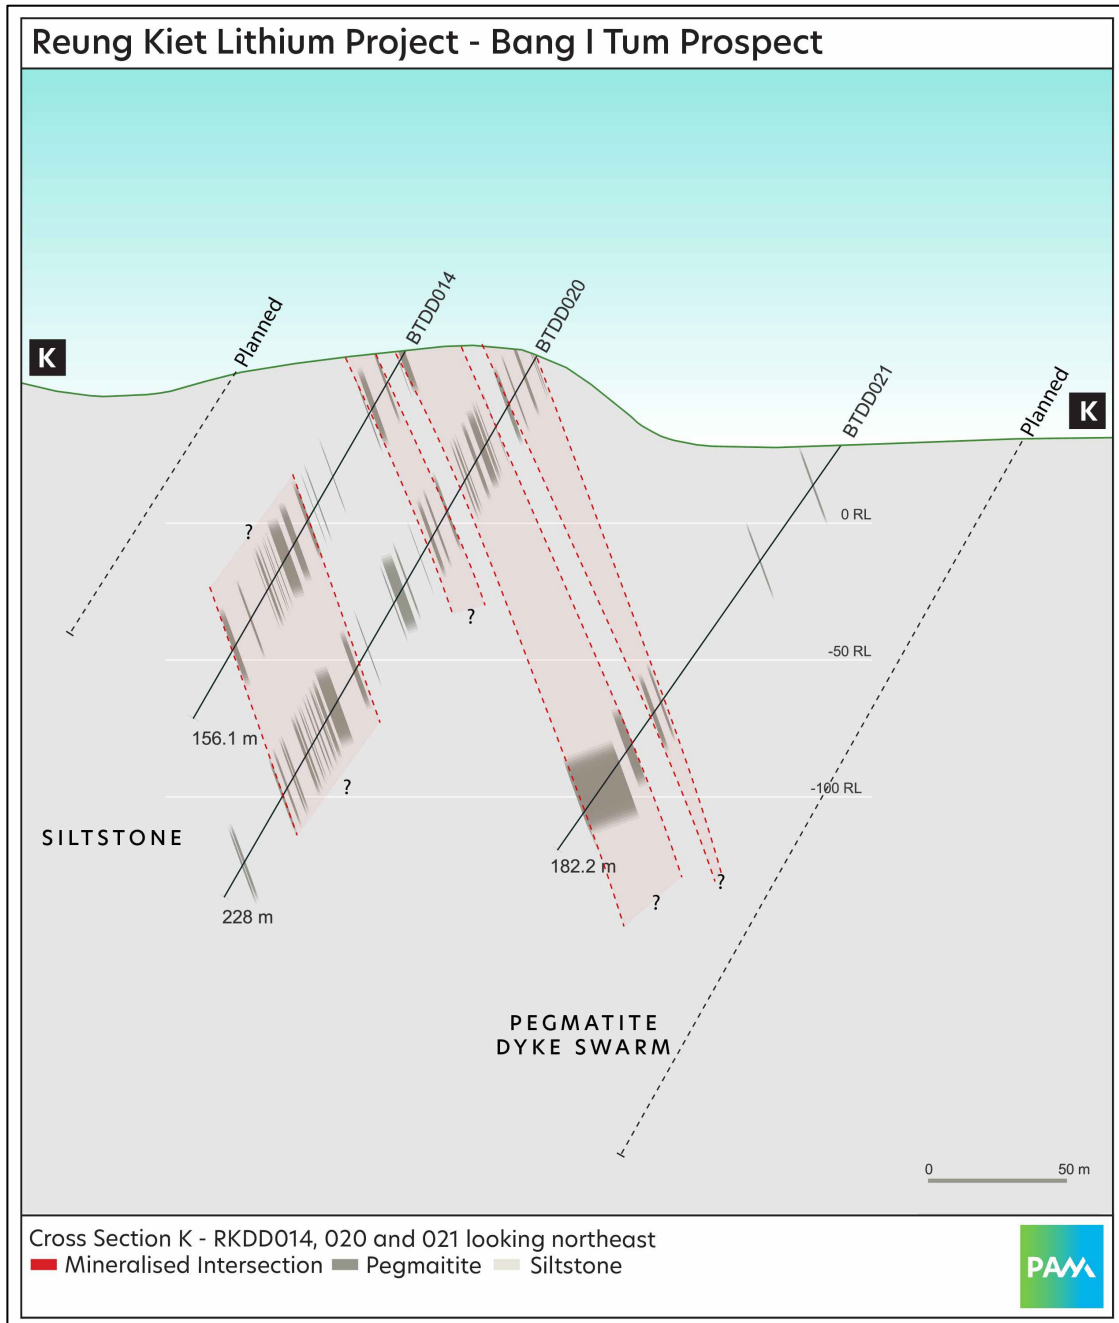 Reung Kiet Lithium Project - Bang I Tum Prospect
Planned
BTDD014
BTDD020
K
BTDD021
Planned
K
?
0 RL
?
-50 RL
156.1 m
?
-100 RL
SILTSTONE
182.2 m
?
?
228 m
PEGMATITE
DYKE SWARM
0 50 m
Cross Section K - RKDD014, 020 and 021 looking northeast
Mineralised Intersection Pegmaitite Siltstone
PAM